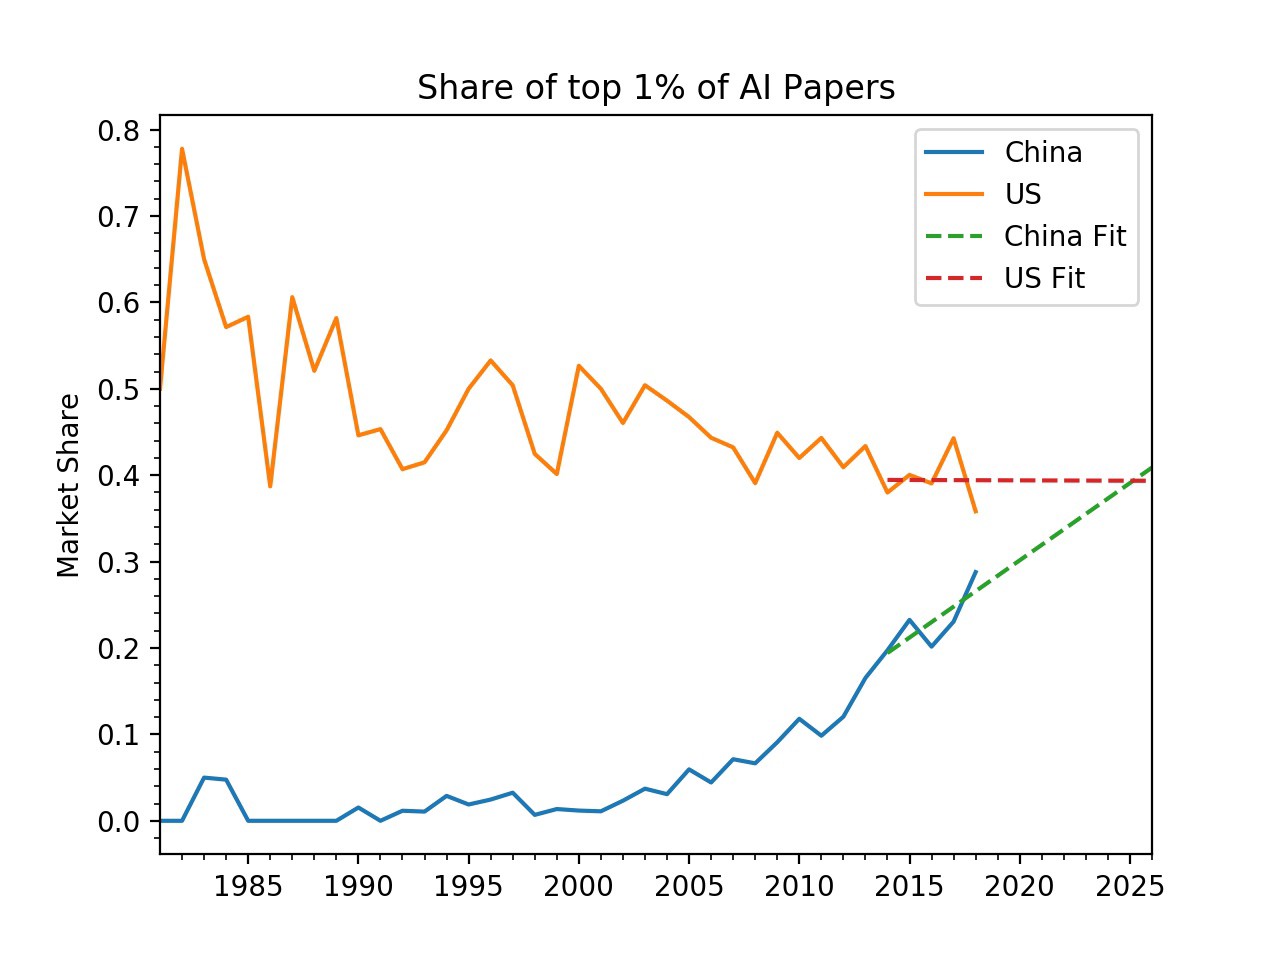 Share of top 1% of AI Papers
0.8
0.7
0.6
0.5
0.4
0.3
0.2
0.1
0.0
Market Share
China
US
China Fit
US Fit
1985 1990 1995 2000 2005 2010 2015 2020 2025